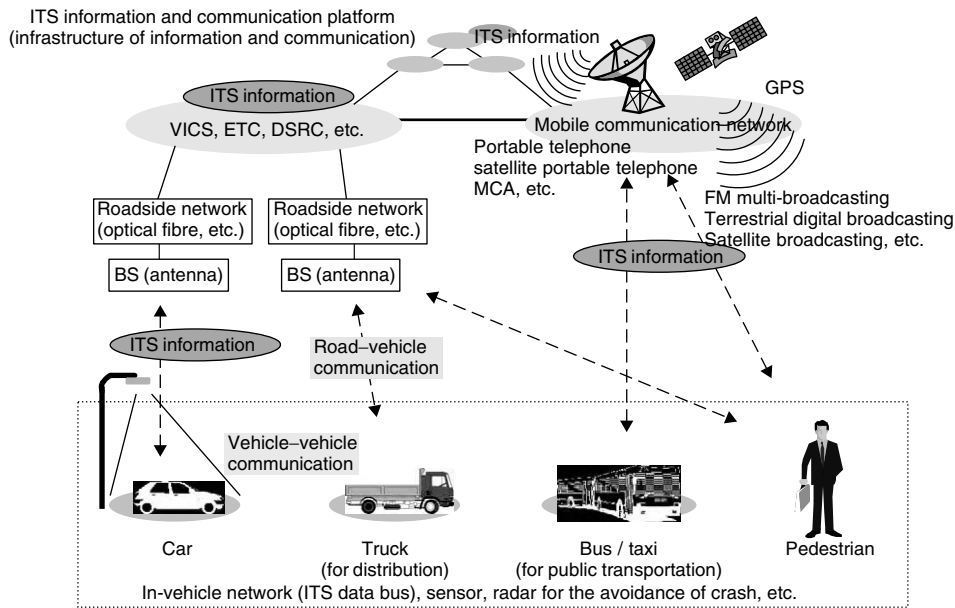 ITS information and communication platform
(infrastructure of information and communication)
ITS information
GPS
ITS information
VICS, ETC, DSRC, etc.
Mobile communication network
Portable telephone
satellite portable telephone
MCA, etc.
FM multi-broadcasting
Terrestrial digital broadcasting
Satellite broadcasting, etc.
Roadside network
(optical fibre, etc.)
Roadside network
(optical fibre, etc.)
BS (antenna)
BS (antenna)
ITS information
ITS information
Road–vehicle
communication
Vehicle–vehicle
communication
Car
Truck
(for distribution)
Bus / taxi
(for public transportation)
Pedestrian
In-vehicle network (ITS data bus), sensor, radar for the avoidance of crash, etc.